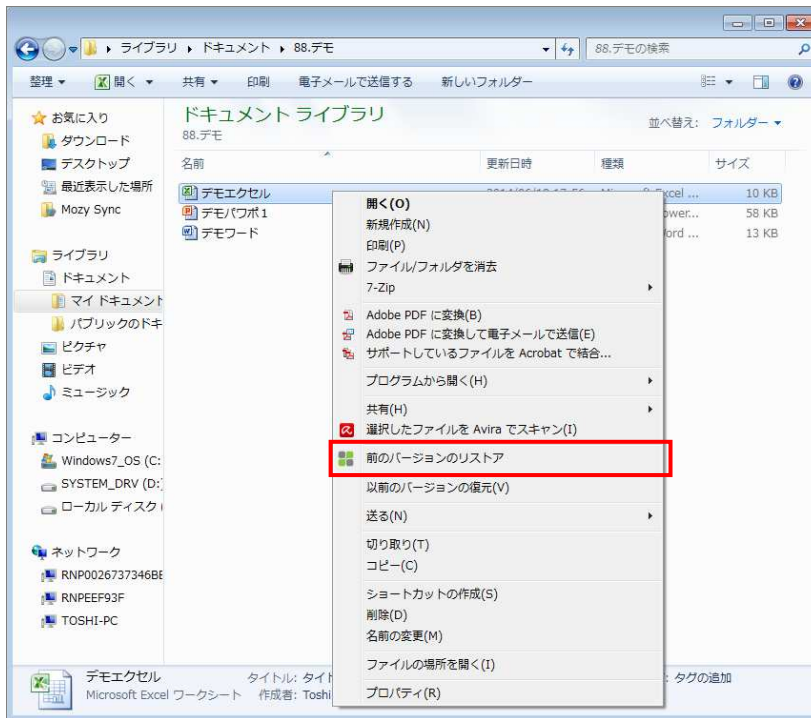 ライブラリ ドキュメント 88.デモ 88.デモの検索
整理 開く 共有 印刷 電子メールで送信する 新しいフォルダー
お気に入り
ダウンロード
デスクトップ
最近表示した場所
Mozy Sync
ライブラリ
ドキュメント
マイ ドキュメント
パブリックのドキ
ピクチャ
ビデオ
ミュージック
コンピューター
Windows7_OS (C:
SYSTEM_DRV (D:
ローカル ディスク (
ネットワーク
RNP0026737346BE
RNPEEF93F
TOSHI-PC
ドキュメント ライブラリ
88.デモ
並べ替え: フォルダー
名前 更新日時 種類 サイズ
デモエクセル 10 KB
デモパワポ1 58 KB
デモワード 13 KB
開く(O)
新規作成(N)
印刷(P)
ファイル/フォルダを消去
7-Zip
Adobe PDF に変換(B)
Adobe PDF に変換して電子メールで送信(E)
サポートしているファイルを Acrobat で結合...
プログラムから開く(H)
共有(H)
選択したファイルを Avira でスキャン(I)
前のバージョンのリストア
以前のバージョンの復元(V)
送る(N)
切り取り(T)
コピー(C)
ショートカットの作成(S)
削除(D)
名前の変更(M)
ファイルの場所を開く(I)
プロパティ(R)
デモエクセル タイトル: タイト : タグの追加
Microsoft Excel ワークシート 作成者: Toshi